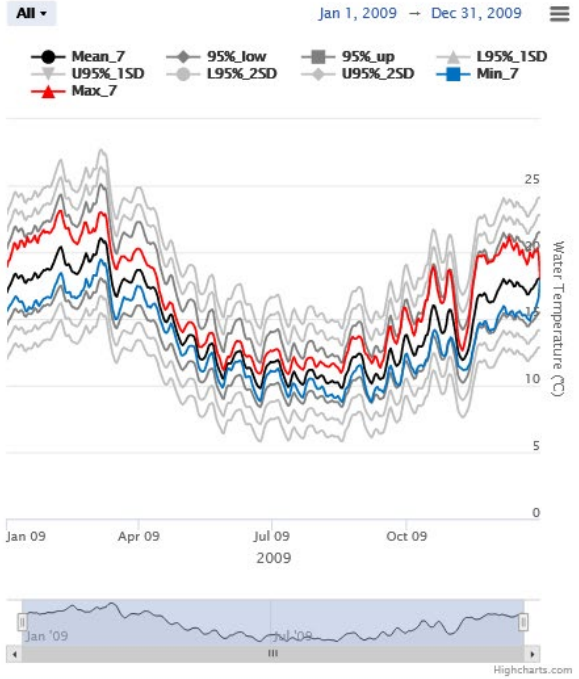 All ▾
Jan 1, 2009 → Dec 31, 2009
Mean_7 95%_low 95%_up L95%_1SD
U95%_1SD L95%_2SD U95%_2SD Min_7
Max_7
25
20
15
10
5
0
Water Temperature (°C)
Jan 09 Apr 09 Jul 09 Oct 09
2009
Jan '09 Jul '09
Highcharts.com